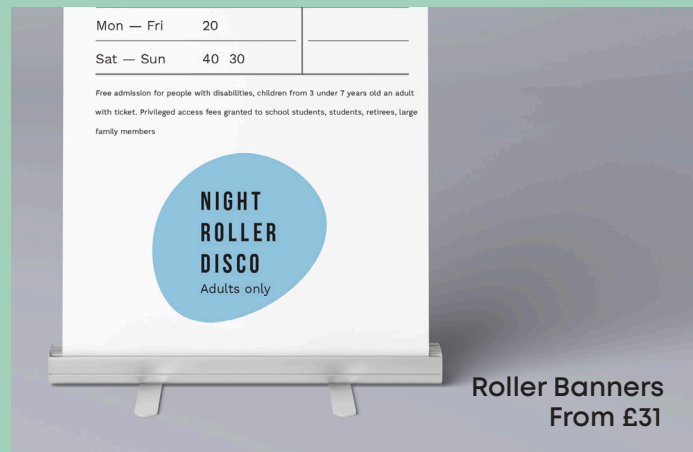 Mon — Fri 20
Sat — Sun 40 30
Free admission for people with disabilities, children from 3 under 7 years old an adult
with ticket. Privileged access fees granted to school students, students, retirees, large
family members
NIGHT
ROLLER
DISCO
Adults only
Roller Banners
From £31